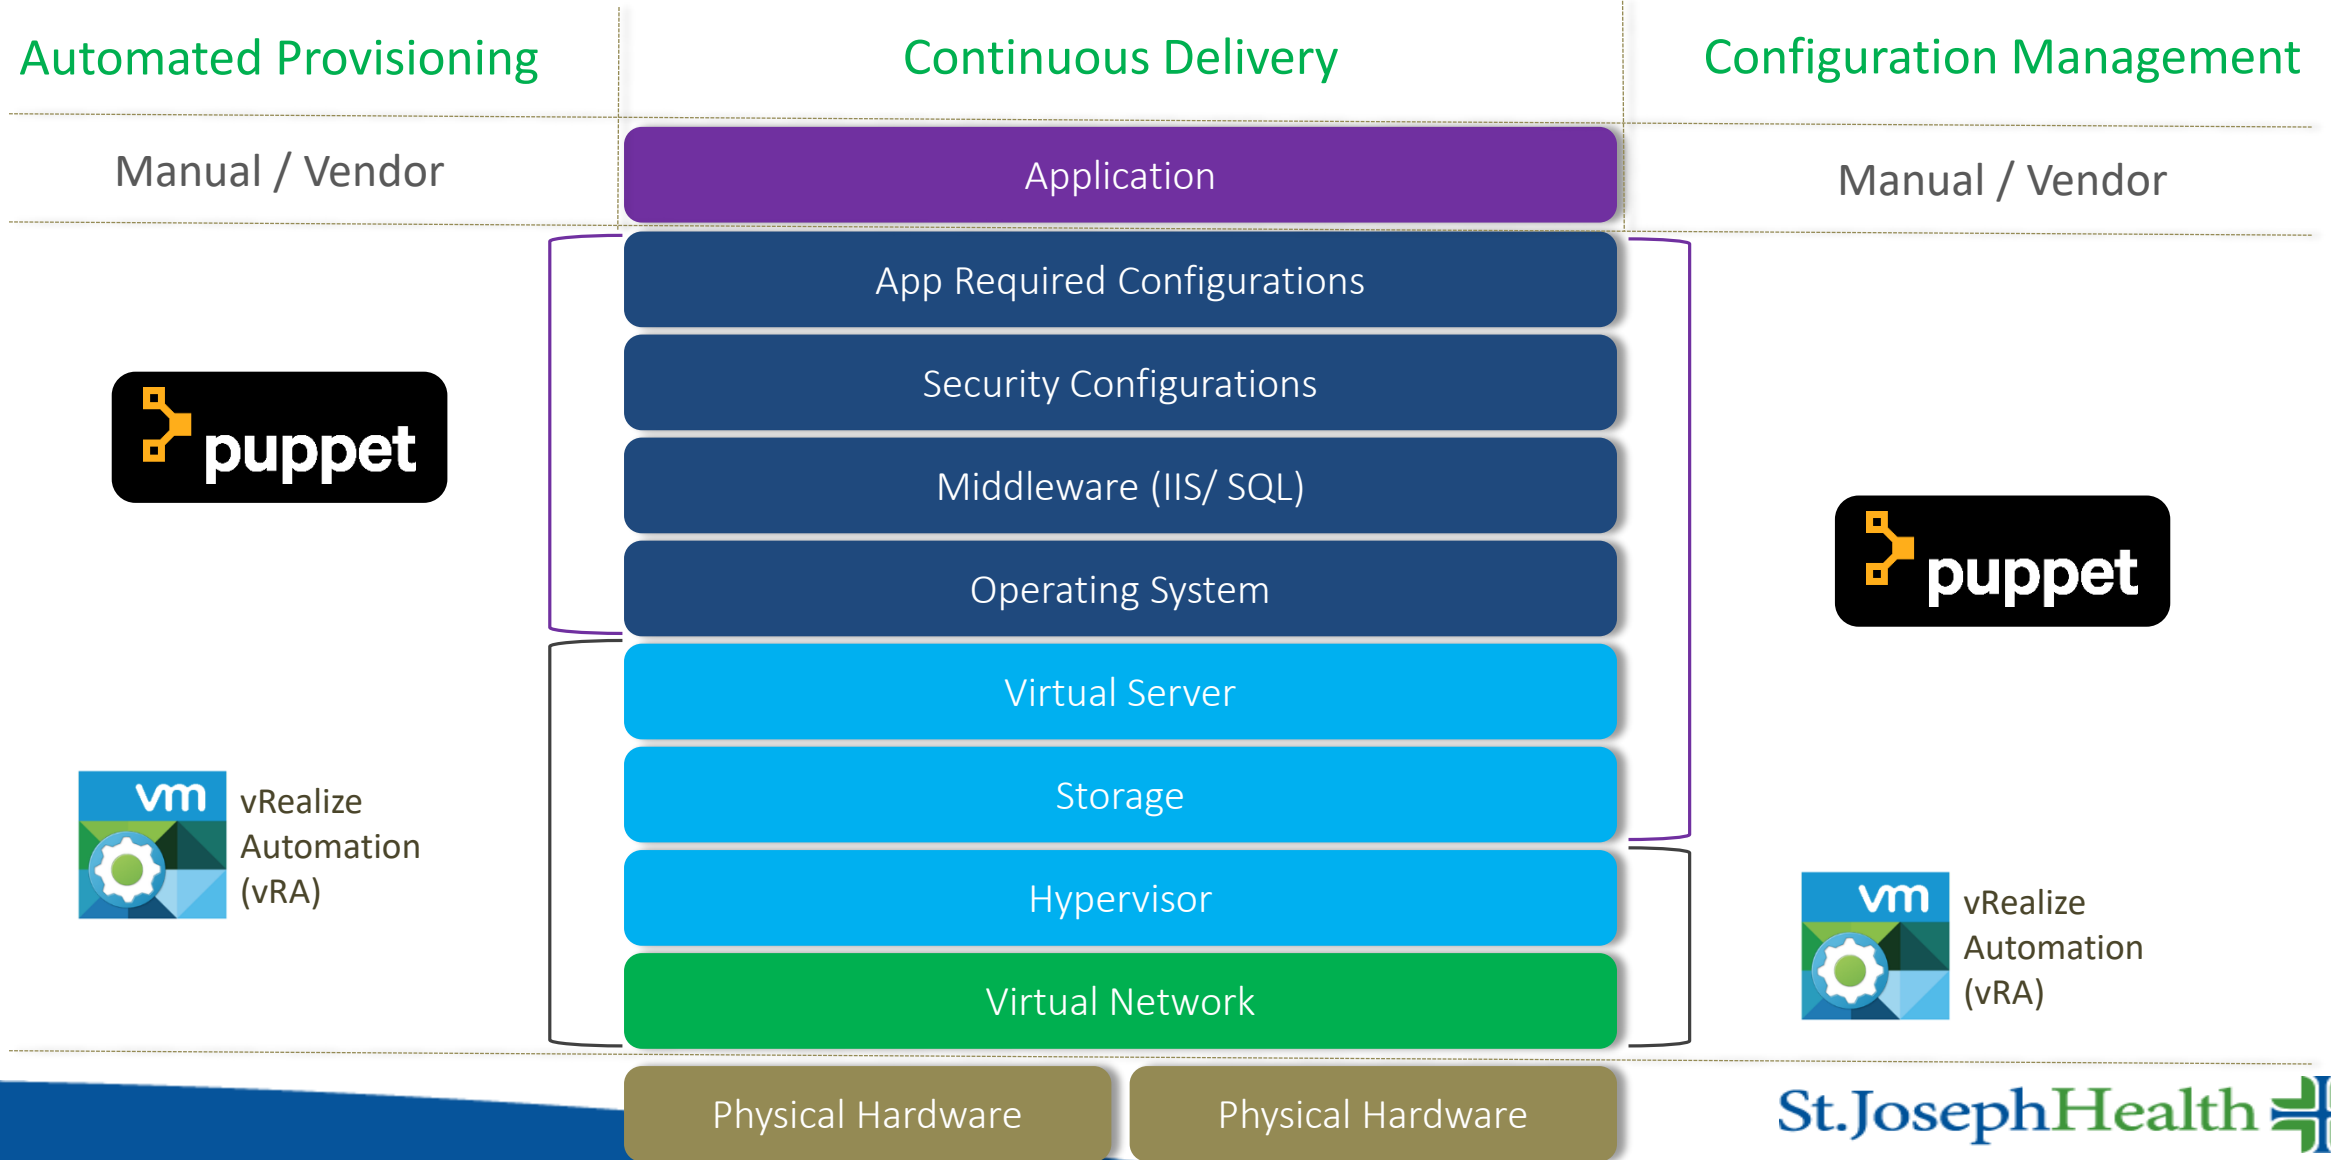 Automated Provisioning
Continuous Delivery
Configuration Management
Manual / Vendor
Application
Manual / Vendor
App Required Configurations
Security Configurations
puppet
Middleware (IIS/ SQL)
puppet
Operating System
Virtual Server
Storage
vm
vRealize
Automation
(vRA)
Hypervisor
vm
vRealize
Automation
(vRA)
Virtual Network
Physical Hardware
Physical Hardware
St.JosephHealth